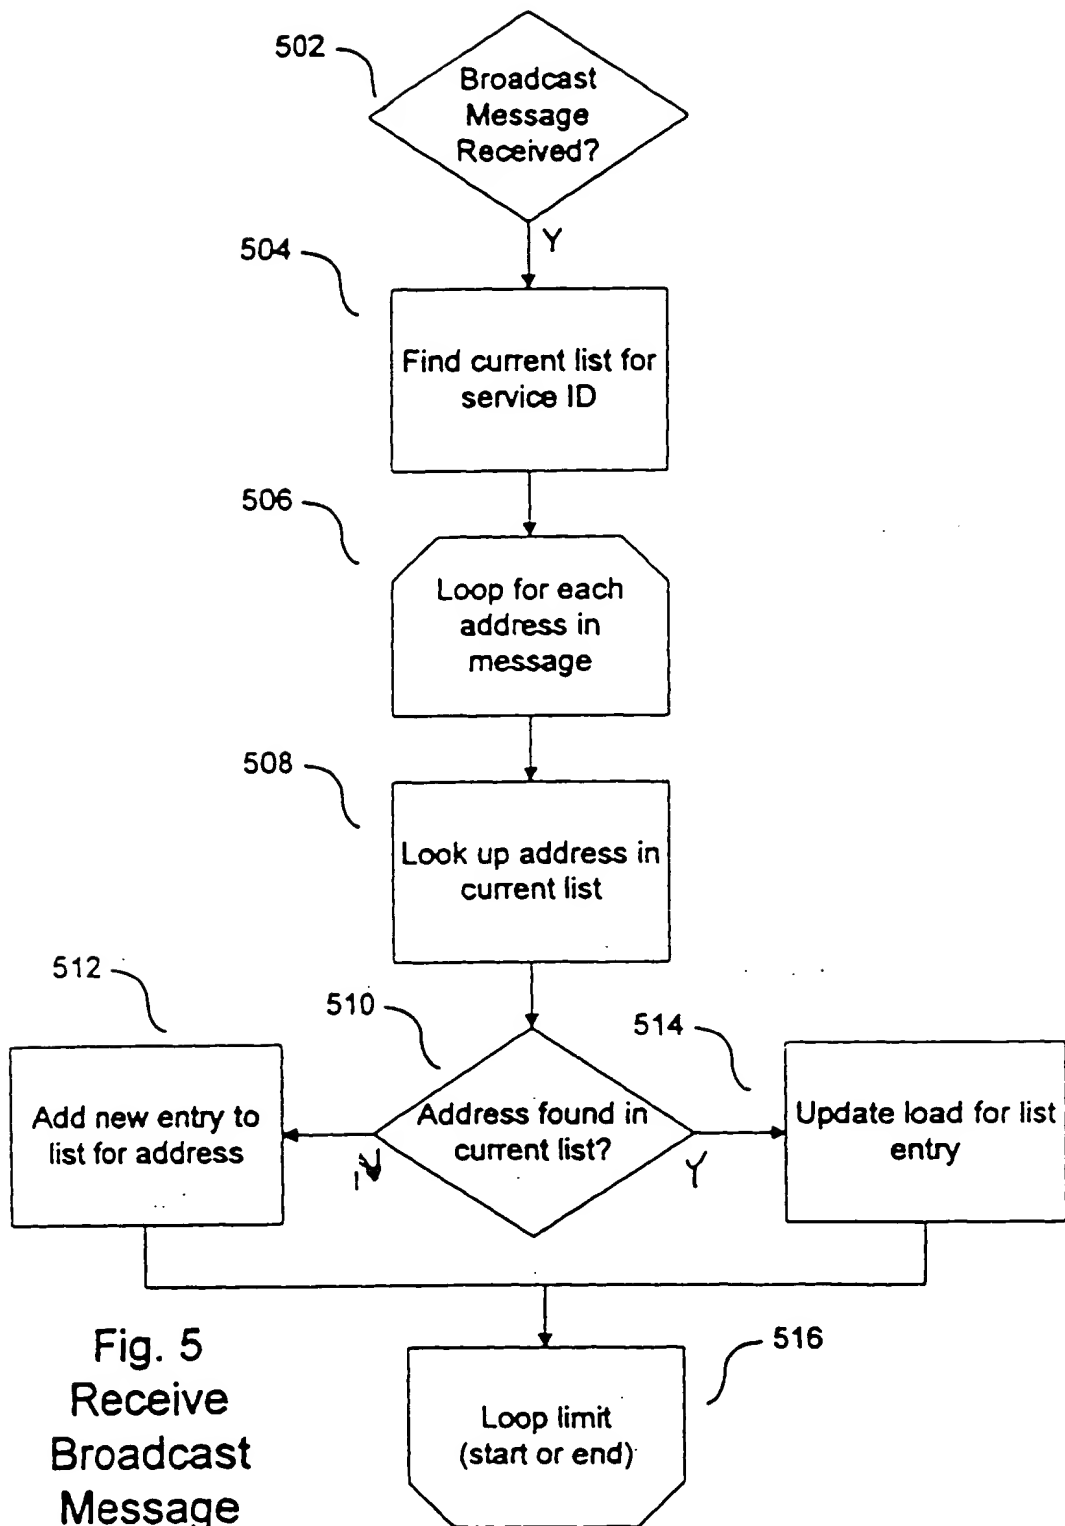 502
Broadcast
Message
Received?
Y
504
Find current list for
service ID
506
Loop for each
address in
message
508
Look up address in
current list
512
510
514
Add new entry to
list for address
Address found in
current list?
Update load for list
entry
N
Y
516
Loop limit
(start or end)
Fig. 5
Receive
Broadcast
Message